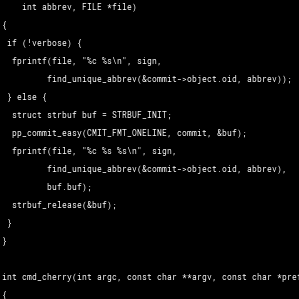 int abbrev, FILE *file)
{
if (!verbose) {
fprintf(file, "%c %s\n", sign,
find_unique_abbrev(&commit->object.oid, abbrev));
} else {
struct strbuf buf = STRBUF_INIT;
pp_commit_easy(CMIT_FMT_ONELINE, commit, &buf);
fprintf(file, "%c %s %s\n", sign,
find_unique_abbrev(&commit->object.oid, abbrev),
buf.buf);
strbuf_release(&buf);
}
}
int cmd_cherry(int argc, const char **argv, const char *pref
{